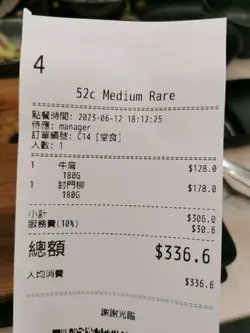 4
52c Medium Rare
點餐時間: 2023-06-12 18:12:25
侍應: manager
訂單編號: C14 [堂食]
人數: 1
1 牛肩 $128.0
180G
1 封門柳 $178.0
180G
小計 $306.0
服務費(10%) $30.6
總額 $336.6
人均消費 $336.6
謝謝光臨